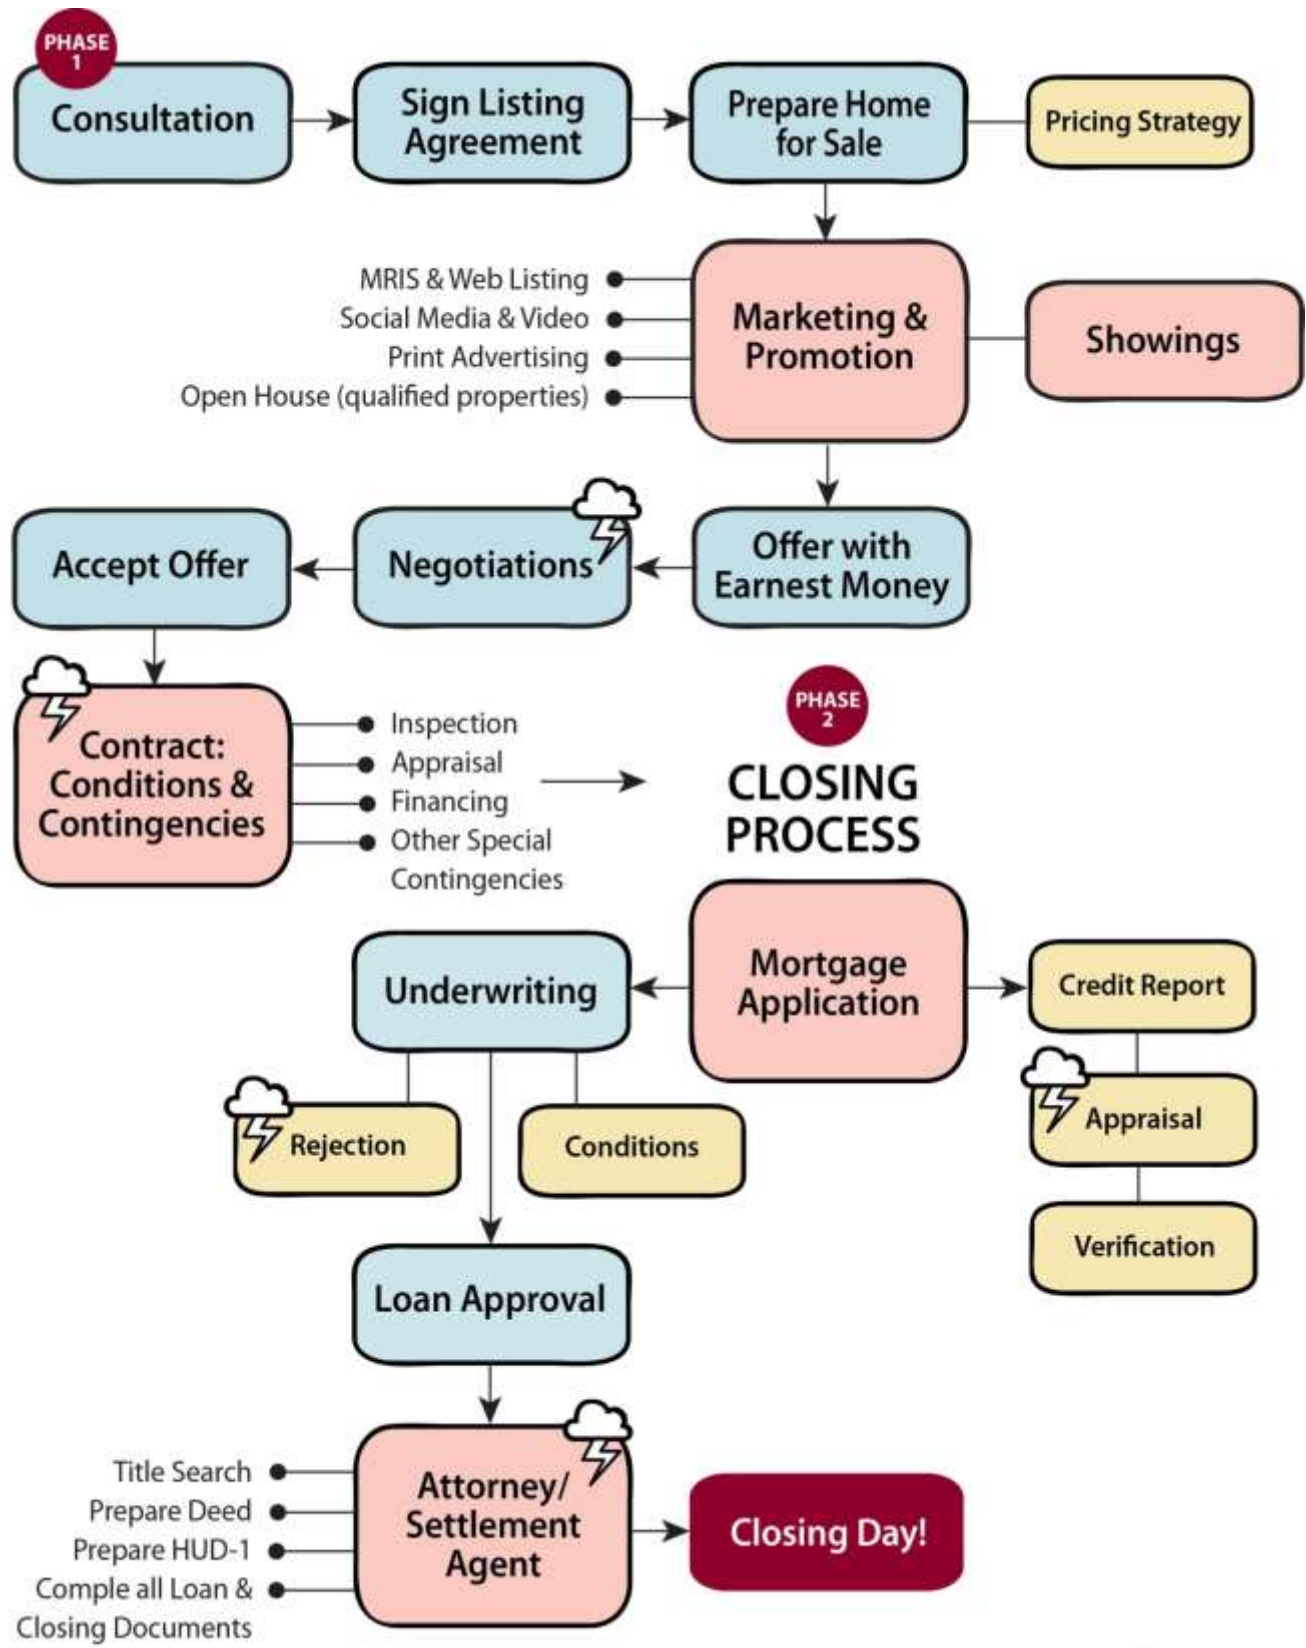 PHASE
1
Consultation
Sign Listing
Agreement
Prepare Home
for Sale
Pricing Strategy
MRIS & Web Listing
Social Media & Video
Print Advertising
Open House (qualified properties)
Marketing &
Promotion
Showings
Accept Offer
Negotiations
Offer with
Earnest Money
Contract:
Conditions &
Contingencies
Inspection
Appraisal
Financing
Other Special
Contingencies
PHASE
2
CLOSING
PROCESS
Underwriting
Mortgage
Application
Credit Report
Rejection
Conditions
Appraisal
Verification
Loan Approval
Title Search
Prepare Deed
Prepare HUD-1
Comple all Loan &
Closing Documents
Attorney/
Settlement
Agent
Closing Day!